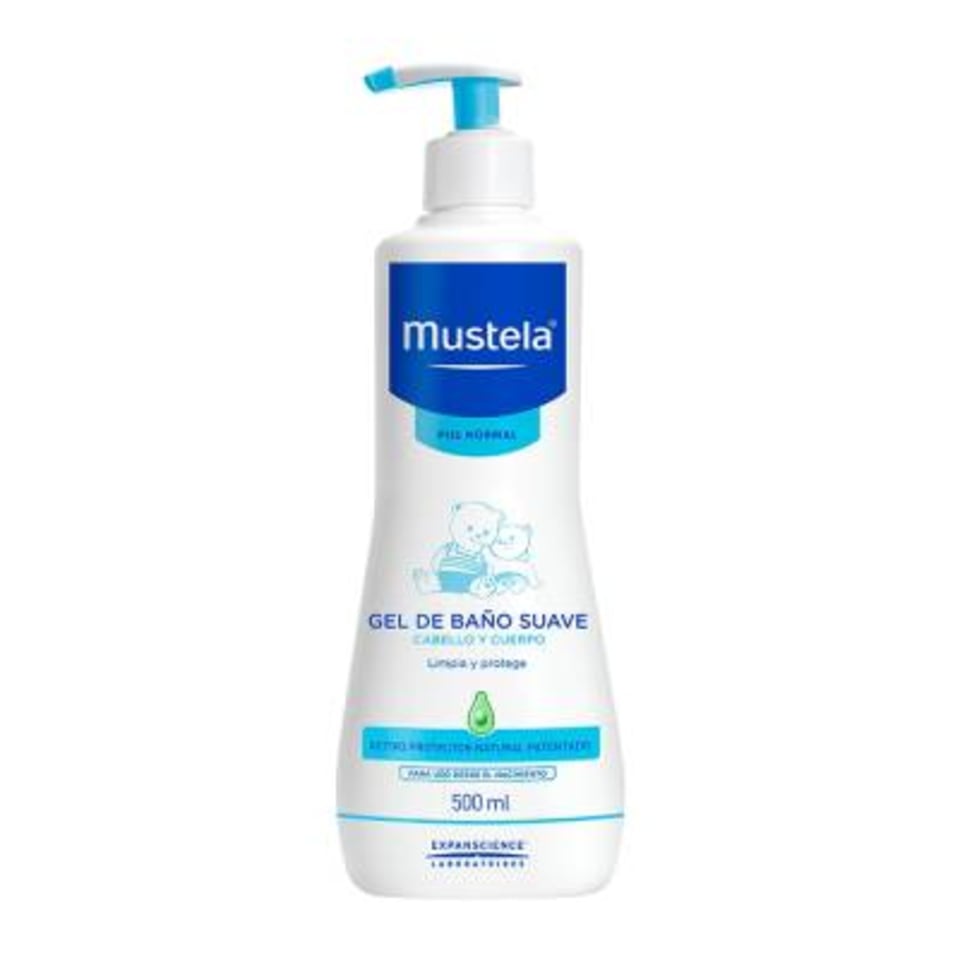 mustela®
PIEL NORMAL
GEL DE BAÑO SUAVE
CABELLO Y CUERPO
Limpia y protege
ACTIVO PROTECTOR NATURAL PATENTADO
PARA USO DESDE EL NACIMIENTO
500 ml
EXPANSCIENCE
LABORATOIRES